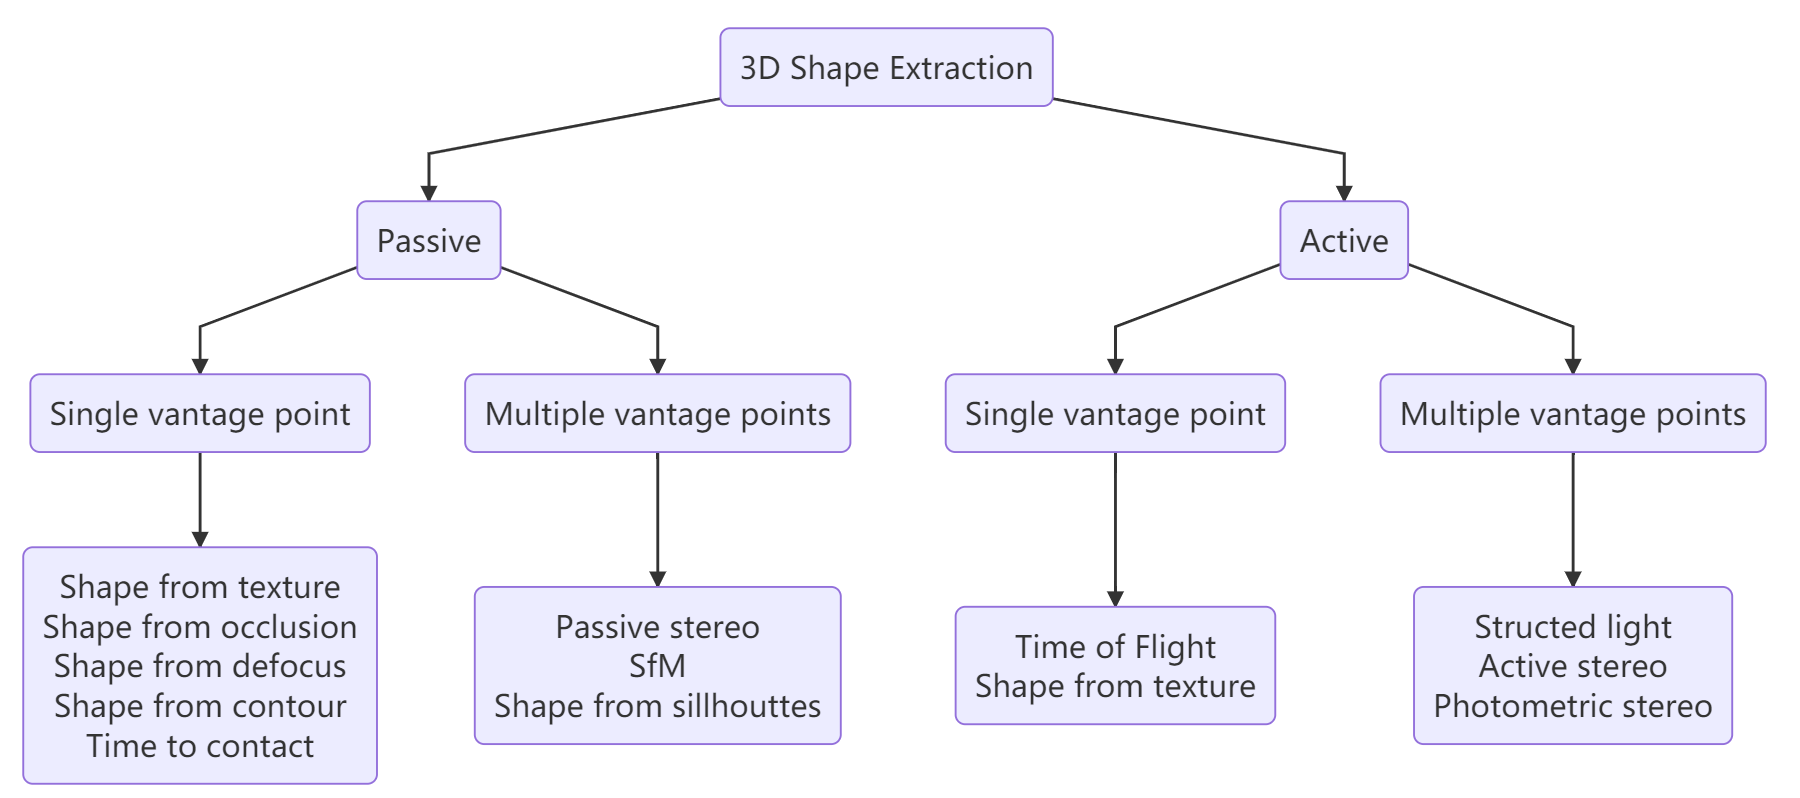 3D Shape Extraction
Passive
Active
Single vantage point
Multiple vantage points
Single vantage point
Multiple vantage points
Shape from texture
Shape from occlusion
Shape from defocus
Shape from contour
Time to contact
Passive stereo
SfM
Shape from sillhouttes
Time of Flight
Shape from texture
Structed light
Active stereo
Photometric stereo